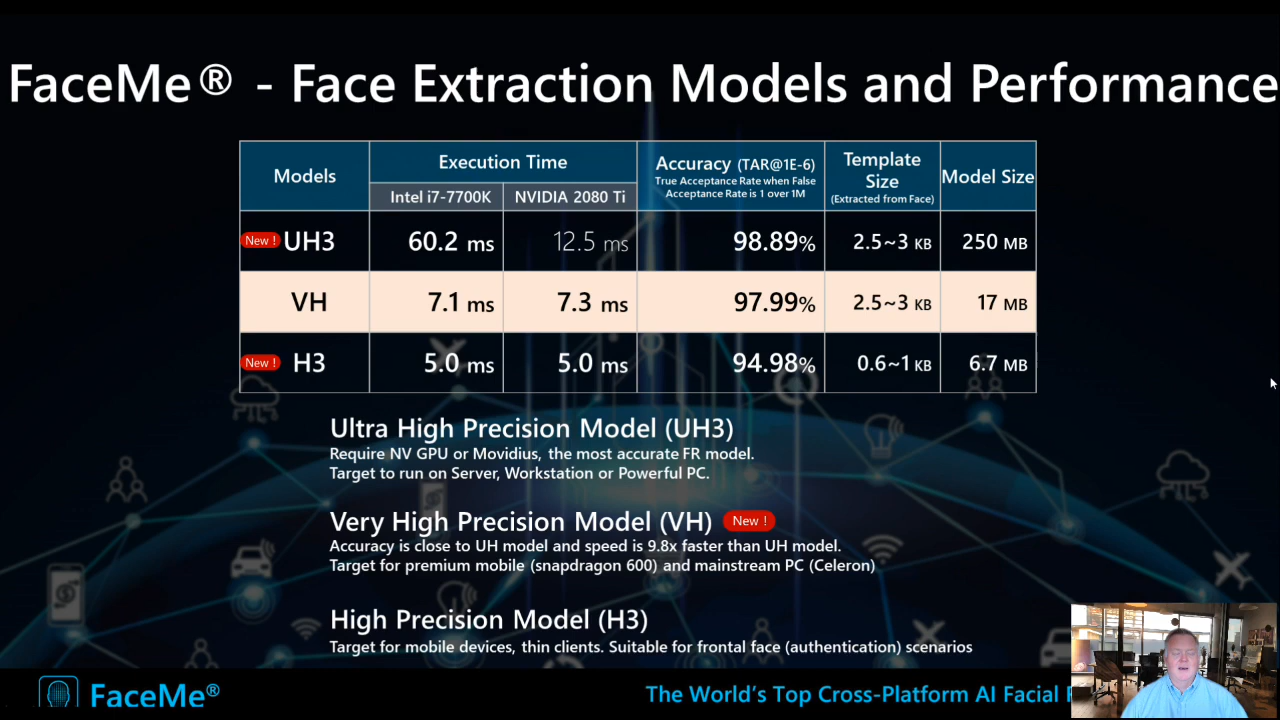 FaceMe® - Face Extraction Models and Performance
Models
Execution Time
Intel i7-7700K
NVIDIA 2080 Ti
Accuracy (TAR@1E-6)
True Acceptance Rate when False
Acceptance Rate is 1 over 1M
Template
Size
(Extracted from Face)
Model Size
New ! UH3 60.2 ms 12.5 ms 98.89% 2.5~3 KB 250 MB
VH 7.1 ms 7.3 ms 97.99% 2.5~3 KB 17 MB
New ! H3 5.0 ms 5.0 ms 94.98% 0.6~1 KB 6.7 MB
Ultra High Precision Model (UH3)
Require NV GPU or Movidius, the most accurate FR model.
Target to run on Server, Workstation or Powerful PC.
Very High Precision Model (VH) New !
Accuracy is close to UH model and speed is 9.8x faster than UH model.
Target for premium mobile (snapdragon 600) and mainstream PC (Celeron)
High Precision Model (H3)
Target for mobile devices, thin clients. Suitable for frontal face (authentication) scenarios
FaceMe®
The World's Top Cross-Platform AI Facial